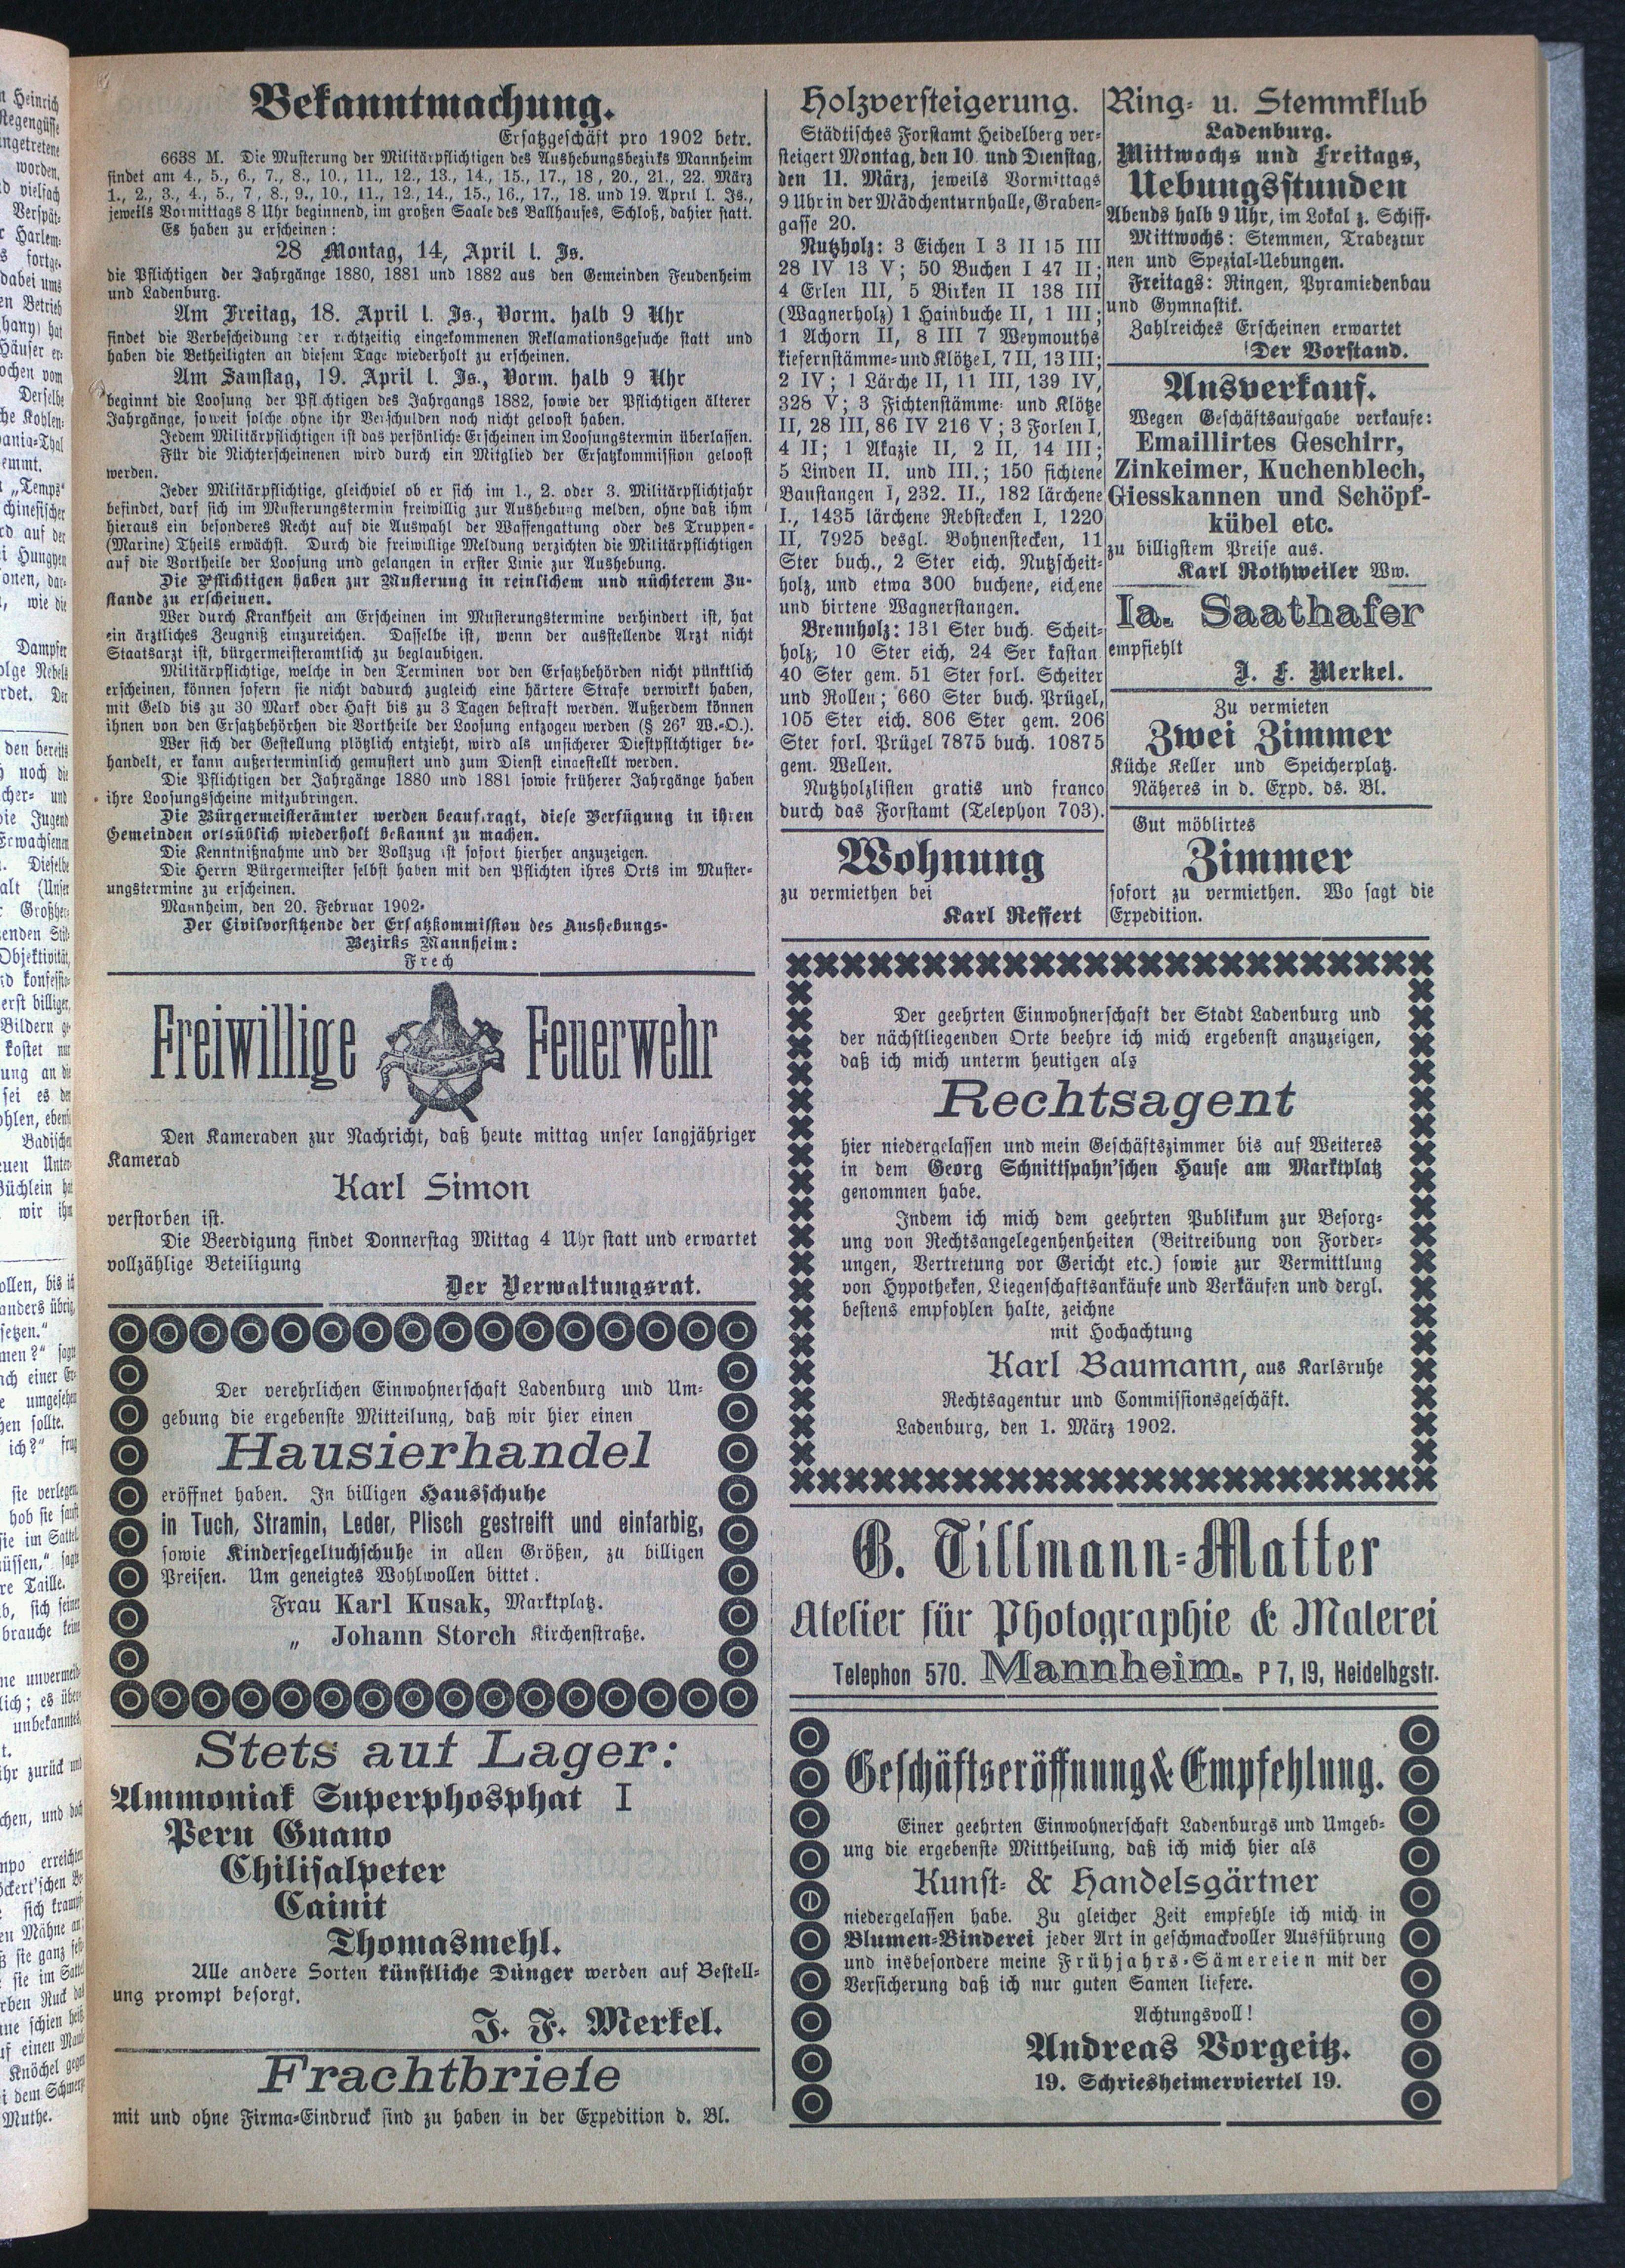 Bekanntmachung.
Ersatzgeschäft pro 1902 betr.
6638 M. Die Musterung der Militärpflichtigen des Aushebungsbezirks Mannheim
findet am 4., 5., 6., 7., 8., 10., 11., 12., 13., 14., 15., 17., 18, 20., 21., 22. März
1., 2., 3., 4., 5., 7, 8., 9., 10., 11., 12., 14., 15., 16., 17., 18. und 19. April l. Js.,
jeweils Vormittags 8 Uhr beginnend, im großen Saale des Ballhauses, Schloß, dahier statt.
Es haben zu erscheinen:
28 Montag, 14, April l. Js.
die Pflichtigen der Jahrgänge 1880, 1881 und 1882 aus den Gemeinden Feudenheim
und Ladenburg.
Am Freitag, 18. April l. Js., Vorm. halb 9 Uhr
findet die Verbescheidung der rechtzeitig eingekommenen Reklamationsgesuche statt und
haben die Betheiligten an diesem Tage wiederholt zu erscheinen.
Am Samstag, 19. April l. Js., Vorm. halb 9 Uhr
beginnt die Loosung der Pflichtigen des Jahrgangs 1882, sowie der Pflichtigen älterer
Jahrgänge, soweit solche ohne ihr Verschulden noch nicht geloost haben.
Jedem Militärpflichtigen ist das persönliche Erscheinen im Loosungstermin überlassen.
Für die Nichterscheinenen wird durch ein Mitglied der Ersatzkommission geloost
werden.
Jeder Militärpflichtige, gleichviel ob er sich im 1., 2. oder 3. Militärpflichtjahr
befindet, darf sich im Musterungstermin freiwillig zur Aushebung melden, ohne daß ihm
hieraus ein besonderes Recht auf die Auswahl der Waffengattung oder des Truppen-
(Marine) Theils erwächst. Durch die freiwillige Meldung verzichten die Militärpflichtigen
auf die Vortheile der Loosung und gelangen in erster Linie zur Aushebung.
Die Pflichtigen haben zur Musterung in reinlichem und nüchterem Zu-
stande zu erscheinen.
Wer durch Krankheit am Erscheinen im Musterungstermine verhindert ist, hat
ein ärztliches Zeugniß einzureichen. Dasselbe ist, wenn der ausstellende Arzt nicht
Staatsarzt ist, bürgermeisteramtlich zu beglaubigen.
Militärpflichtige, welche in den Terminen vor den Ersatzbehörden nicht pünktlich
erscheinen, können sofern sie nicht dadurch zugleich eine härtere Strafe verwirkt haben,
mit Geld bis zu 30 Mark oder Haft bis zu 3 Tagen bestraft werden. Außerdem können
ihnen von den Ersatzbehörhen die Vortheile der Loosung entzogen werden (§ 26⁷ W.-O.).
Wer sich der Gestellung plötzlich entzieht, wird als unsicherer Diestpflichtiger be-
handelt, er kann außerterminlich gemustert und zum Dienst eingestellt werden.
Die Pflichtigen der Jahrgänge 1880 und 1881 sowie früherer Jahrgänge haben
ihre Loosungsscheine mitzubringen.
Die Bürgermeisterämter werden beauftragt, diese Verfügung in ihren
Gemeinden ortsüblich wiederholt bekannt zu machen.
Die Kenntnißnahme und der Vollzug ist sofort hierher anzuzeigen.
Die Herrn Bürgermeister selbst haben mit den Pflichten ihres Orts im Muster-
ungstermine zu erscheinen.
Mannheim, den 20. Februar 1902.
Der Civilvorsitzende der Ersatzkommission des Aushebungs-
Bezirks Mannheim:
Frech
Freiwillige Feuerwehr
Den Kameraden zur Nachricht, daß heute mittag unser langjähriger
Kamerad
Karl Simon
verstorben ist.
Die Beerdigung findet Donnerstag Mittag 4 Uhr statt und erwartet
vollzählige Beteiligung
Der Verwaltungsrat.
Der verehrlichen Einwohnerschaft Ladenburg und Um-
gebung die ergebenste Mitteilung, daß wir hier einen
Hausierhandel
eröffnet haben. In billigen Hausschuhe
in Tuch, Stramin, Leder, Plisch gestreift und einfarbig,
sowie Kindersegeltuchschuhe in allen Größen, zu billigen
Preisen. Um geneigtes Wohlwollen bittet.
Frau Karl Kusak, Marktplatz.
„ Johann Storch Kirchenstraße.
Stets auf Lager:
Ammoniak Superphosphat I
Peru Guano
Chilisalpeter
Cainit
Thomasmehl.
Alle andere Sorten künstliche Dünger werden auf Bestell-
ung prompt besorgt.
J. F. Merkel.
Frachtbriefe
mit und ohne Firma-Eindruck sind zu haben in der Expedition d. Bl.
Holzversteigerung.
Städtisches Forstamt Heidelberg ver-
steigert Montag, den 10. und Dienstag,
den 11. März, jeweils Vormittags
9 Uhr in der Mädchenturnhalle, Graben-
gasse 20.
Nutzholz: 3 Eichen I 3 II 15 III
28 IV 13 V; 50 Buchen I 47 II;
4 Erlen III, 5 Birken II 138 III
(Wagnerholz) 1 Hainbuche II, 1 III;
1 Ahorn II, 8 III 7 Weymouths
kiefernstämme- und Klötze I, 7 II, 13 III;
2 IV; 1 Lärche II, 11 III, 139 IV,
328 V; 3 Fichtenstämme- und Klötze
II, 28 III, 86 IV 216 V; 3 Forlen I,
4 II; 1 Akazie II, 2 II, 14 III;
5 Linden II. und III.; 150 fichtene
Baustangen I, 232. II., 182 lärchene
I., 1435 lärchene Rebstecken I, 1220
II, 7925 desgl. Bohnenstecken, 11
Ster buch., 2 Ster eich. Nutzscheit-
holz, und etwa 300 buchene, eichene
und birkene Wagnerstangen.
Brennholz: 131 Ster buch. Scheit-
holz, 10 Ster eich, 24 Ser kastan.
40 Ster gem. 51 Ster forl. Scheiter
und Rollen; 660 Ster buch. Prügel,
105 Ster eich. 806 Ster gem. 206
Ster forl. Prügel 7875 buch. 10875
gem. Wellen.
Nutzholzlisten gratis und franco
durch das Forstamt (Telephon 703).
Wohnung
zu vermiethen bei
Karl Reffert
Ring- u. Stemmklub
Ladenburg.
Mittwochs und Freitags,
Uebungsstunden
Abends halb 9 Uhr, im Lokal z. Schiff.
Mittwochs: Stemmen, Trabeztur
nen und Spezial-Uebungen.
Freitags: Ringen, Pyramiedenbau
und Gymnastik.
Zahlreiches Erscheinen erwartet
Der Vorstand.
Ausverkauf.
Wegen Geschäftsaufgabe verkaufe:
Emaillirtes Geschirr,
Zinkeimer, Kuchenblech,
Giesskannen und Schöpf-
kübel etc.
zu billigstem Preise aus.
Karl Rothweiler Ww.
Ia. Saathafer
empfiehlt
J. F. Merkel.
Zu vermieten
Zwei Zimmer
Küche Keller und Speicherplatz.
Näheres in d. Expd. ds. Bl.
Gut möblirtes
Zimmer
sofort zu vermiethen. Wo sagt die
Expedition.
Der geehrten Einwohnerschaft der Stadt Ladenburg und
der nächstliegenden Orte beehre ich mich ergebenst anzuzeigen,
daß ich mich unterm heutigen als
Rechtsagent
hier niedergelassen und mein Geschäftszimmer bis auf Weiteres
in dem Georg Schnittspahn'schen Hause am Marktplatz
genommen habe.
Indem ich mich dem geehrten Publikum zur Besorg-
ung von Rechtsangelegenhenheiten (Beitreibung von Forder-
ungen, Vertretung vor Gericht etc.) sowie zur Vermittlung
von Hypotheken, Liegenschaftsankäufe und Verkäufen und dergl.
bestens empfohlen halte, zeichne
mit Hochachtung
Karl Baumann, aus Karlsruhe
Rechtsagentur und Commissionsgeschäft.
Ladenburg, den 1. März 1902.
G. Tillmann-Matter
Atelier für Photographie & Malerei
Telephon 570. Mannheim. P 7, 19, Heidelbgstr.
Geschäftseröffnung & Empfehlung.
Einer geehrten Einwohnerschaft Ladenburgs und Umgeb-
ung die ergebenste Mittheilung, daß ich mich hier als
Kunst- & Handelsgärtner
niedergelassen habe. Zu gleicher Zeit empfehle ich mich in
Blumen-Binderei jeder Art in geschmackvoller Ausführung
und insbesondere meine Frühjahrs-Sämereien mit der
Versicherung daß ich nur guten Samen liefere.
Achtungsvoll!
Andreas Vorgeitz.
19. Schriesheimerviertel 19.